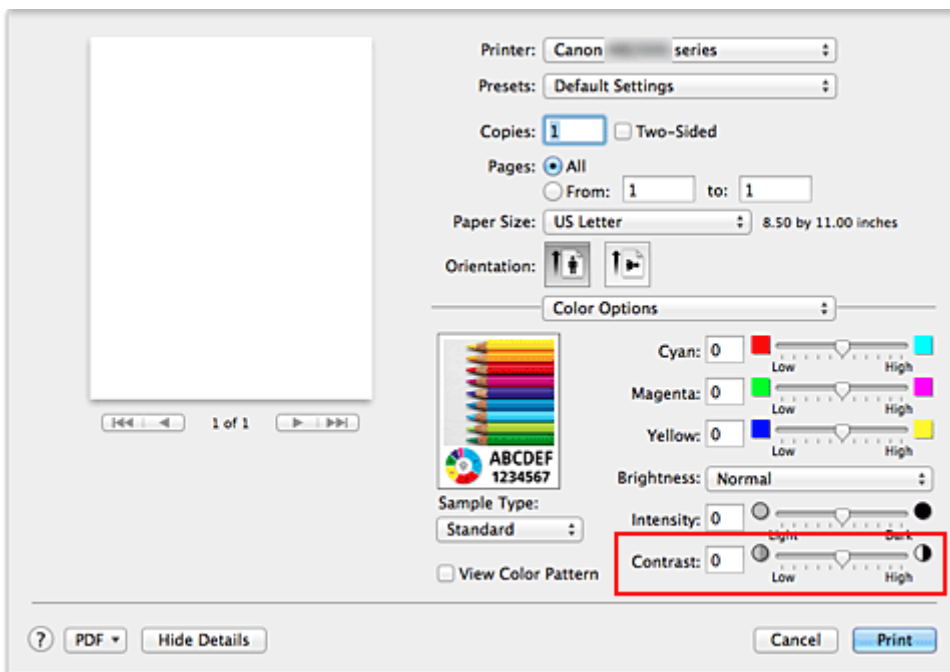 Printer: Canon series
Presets: Default Settings
Copies: 1 Two-Sided
Pages: All
From: 1 to: 1
Paper Size: US Letter 8.50 by 11.00 inches
Orientation:
Color Options
Cyan: 0
Low High
Magenta: 0
Low High
Yellow: 0
Low High
ABCDEF
1234567
Brightness: Normal
Sample Type:
Standard
Intensity: 0
Light Dark
Contrast: 0
Low High
View Color Pattern
1 of 1
? PDF Hide Details Cancel Print